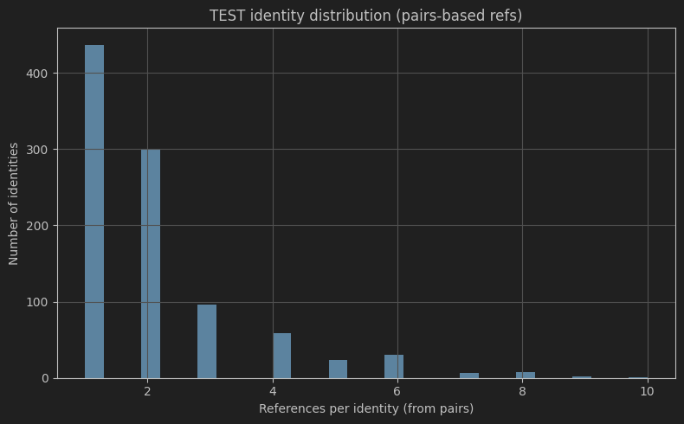 TEST identity distribution (pairs-based refs)
Number of identities
400
300
200
100
0
2 4 6 8 10
References per identity (from pairs)